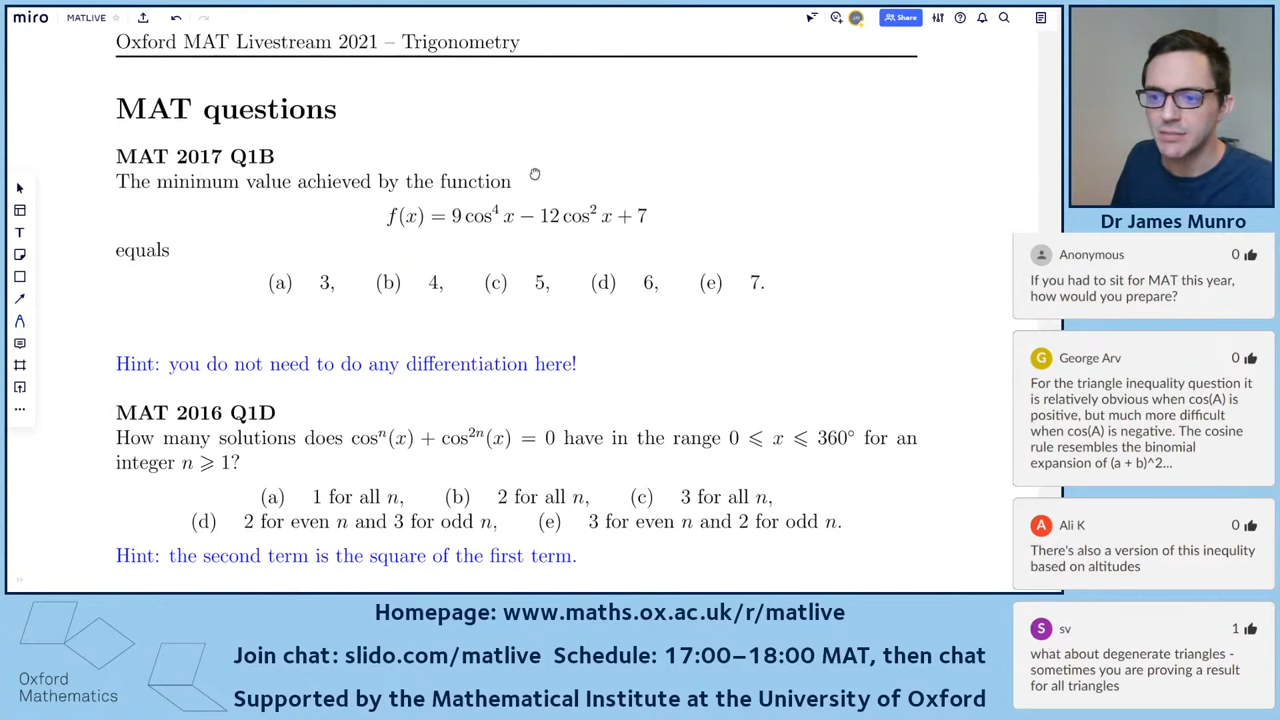 miro
MATLIVE
Share
Oxford MAT Livestream 2021 – Trigonometry
MAT questions
MAT 2017 Q1B
The minimum value achieved by the function
f(x) = 9 cos⁴ x − 12 cos² x + 7
equals
(a) 3, (b) 4, (c) 5, (d) 6, (e) 7.
Hint: you do not need to do any differentiation here!
MAT 2016 Q1D
How many solutions does cosⁿ(x) + cos²ⁿ(x) = 0 have in the range 0 ⩽ x ⩽ 360° for an
integer n ⩾ 1?
(a) 1 for all n, (b) 2 for all n, (c) 3 for all n,
(d) 2 for even n and 3 for odd n, (e) 3 for even n and 2 for odd n.
Hint: the second term is the square of the first term.
Dr James Munro
Anonymous 0
If you had to sit for MAT this year,
how would you prepare?
G George Arv 0
For the triangle inequality question it
is relatively obvious when cos(A) is
positive, but much more difficult
when cos(A) is negative. The cosine
rule resembles the binomial
expansion of (a + b)^2...
A Ali K 0
There's also a version of this inequlity
based on altitudes
S sv 1
what about degenerate triangles -
sometimes you are proving a result
for all triangles
Oxford
Mathematics
Homepage: www.maths.ox.ac.uk/r/matlive
Join chat: slido.com/matlive Schedule: 17:00–18:00 MAT, then chat
Supported by the Mathematical Institute at the University of Oxford